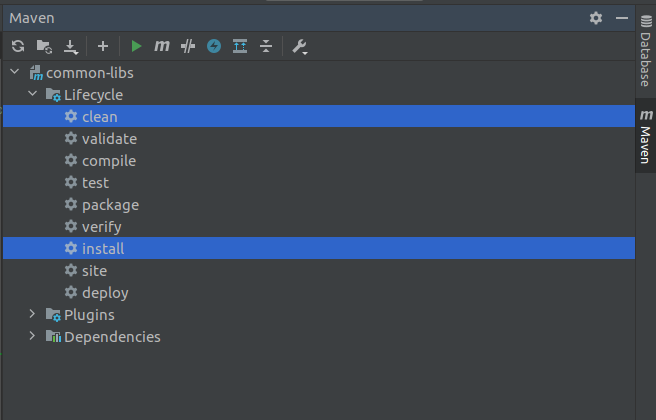 Maven
common-libs
Lifecycle
clean
validate
compile
test
package
verify
install
site
deploy
Plugins
Dependencies
Database
Maven